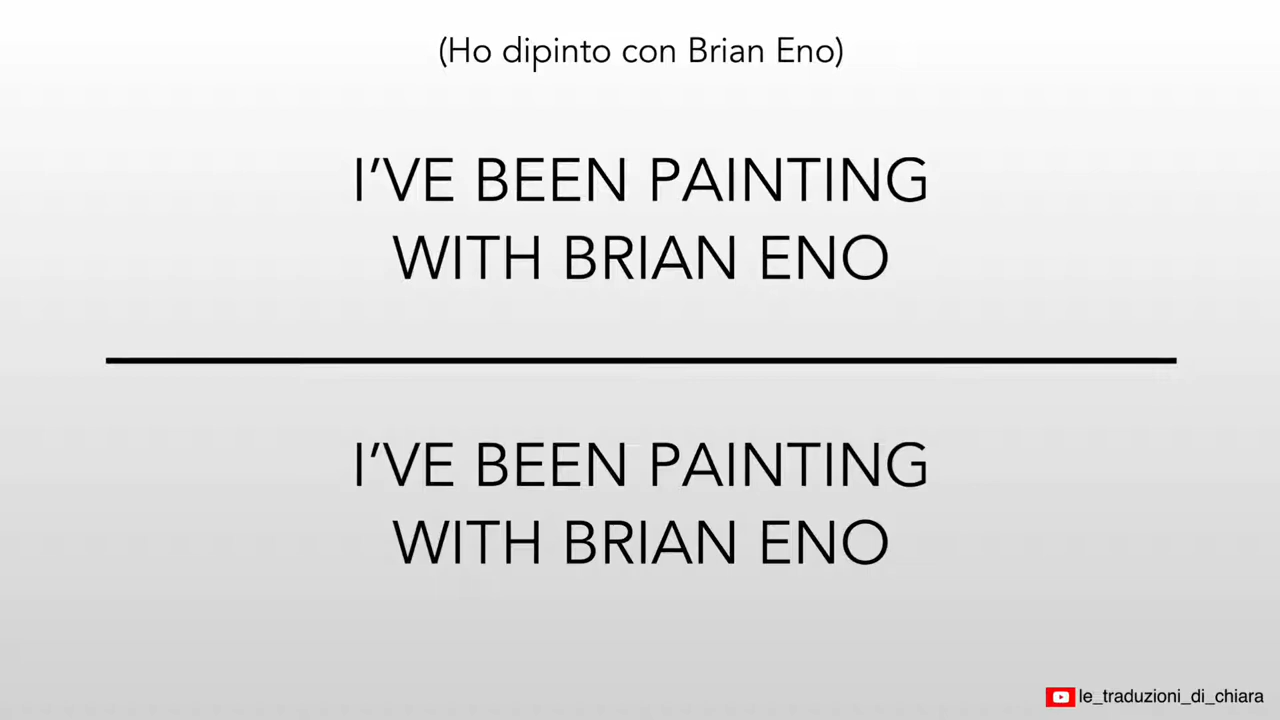 (Ho dipinto con Brian Eno)
I’VE BEEN PAINTING
WITH BRIAN ENO
I’VE BEEN PAINTING
WITH BRIAN ENO
le_traduzioni_di_chiara